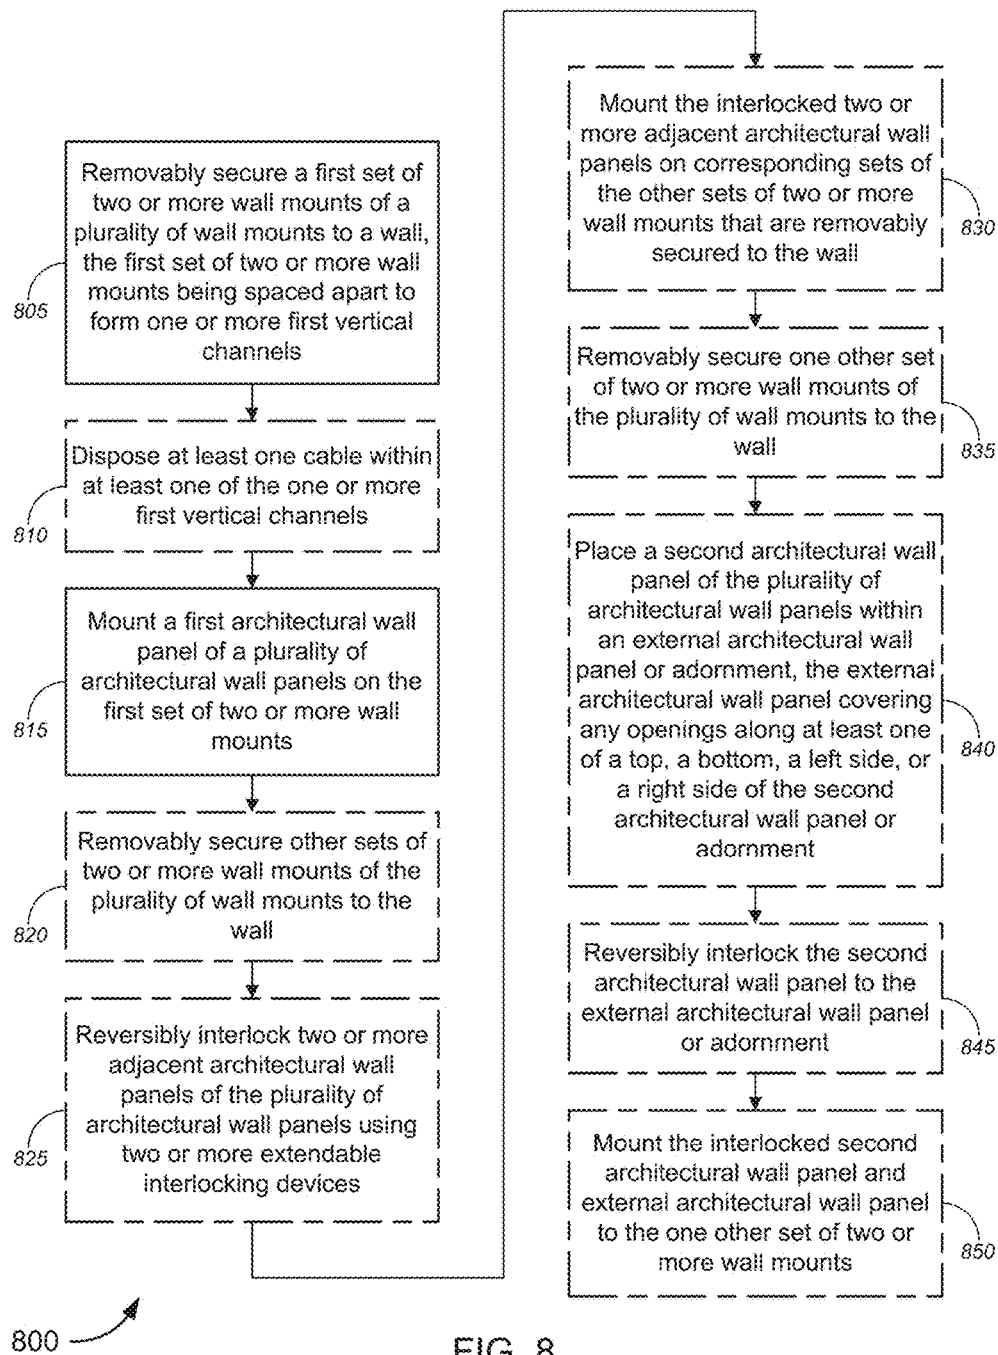 Removably secure a first set of
two or more wall mounts of a
plurality of wall mounts to a wall,
the first set of two or more wall
mounts being spaced apart to
form one or more first vertical
channels
805
Dispose at least one cable within
at least one of the one or more
first vertical channels
810
Mount a first architectural wall
panel of a plurality of
architectural wall panels on the
first set of two or more wall
mounts
815
Removably secure other sets of
two or more wall mounts of the
plurality of wall mounts to the
wall
820
Reversibly interlock two or more
adjacent architectural wall
panels of the plurality of
architectural wall panels using
two or more extendable
interlocking devices
825
Mount the interlocked two or
more adjacent architectural wall
panels on corresponding sets of
the other sets of two or more
wall mounts that are removably
secured to the wall
830
Removably secure one other set
of two or more wall mounts of
the plurality of wall mounts to the
wall
835
Place a second architectural wall
panel of the plurality of
architectural wall panels within
an external architectural wall
panel or adornment, the external
architectural wall panel covering
any openings along at least one
of a top, a bottom, a left side, or
a right side of the second
architectural wall panel or
adornment
840
Reversibly interlock the second
architectural wall panel to the
external architectural wall panel
or adornment
845
Mount the interlocked second
architectural wall panel and
external architectural wall panel
to the one other set of two or
more wall mounts
850
800
FIG. 8